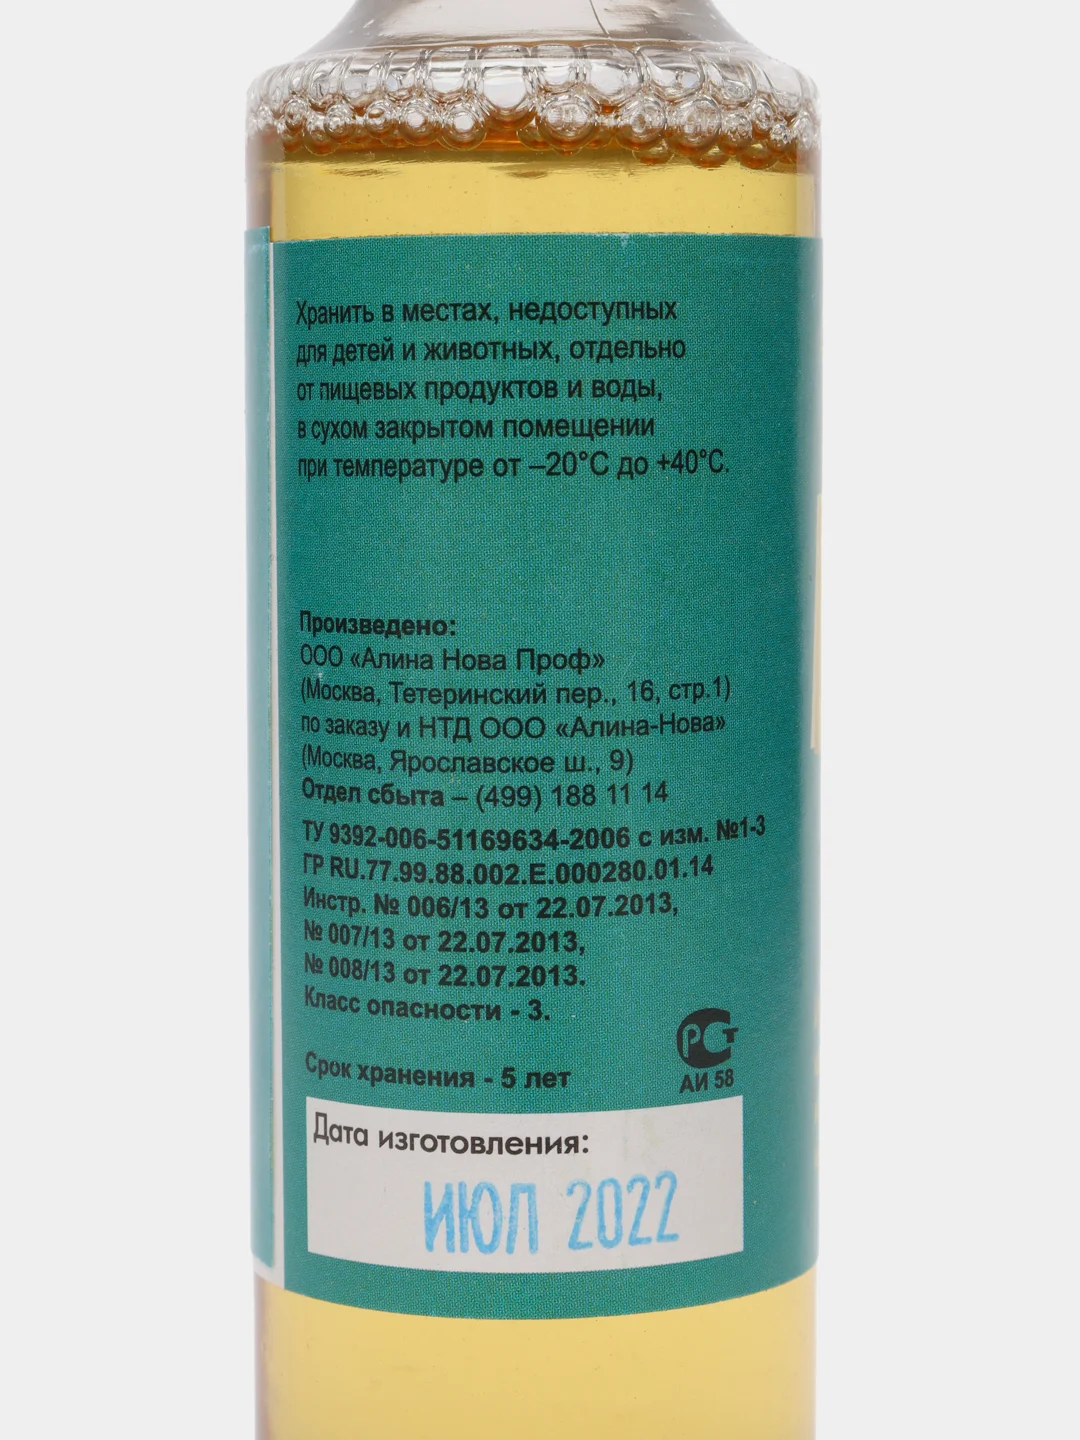 Хранить в местах, недоступных
для детей и животных, отдельно
от пищевых продуктов и воды,
в сухом закрытом помещении
при температуре от –20°С до +40°С.
Произведено:
ООО «Алина Нова Проф»
(Москва, Тетеринский пер., 16, стр.1)
по заказу и НТД ООО «Алина-Нова»
(Москва, Ярославское ш., 9)
Отдел сбыта – (499) 188 11 14
ТУ 9392-006-51169634-2006 с изм. №1-3
ГР RU.77.99.88.002.Е.000280.01.14
Инстр. № 006/13 от 22.07.2013,
№ 007/13 от 22.07.2013,
№ 008/13 от 22.07.2013.
Класс опасности - 3.
РСТ
АИ 58
Срок хранения - 5 лет
Дата изготовления:
ИЮЛ 2022